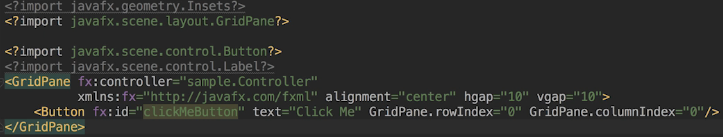 <?import javafx.geometry.Insets?>
<?import javafx.scene.layout.GridPane?>
<?import javafx.scene.control.Button?>
<?import javafx.scene.control.Label?>
<GridPane fx:controller="sample.Controller"
xmlns:fx="http://javafx.com/fxml" alignment="center" hgap="10" vgap="10">
<Button fx:id="clickMeButton" text="Click Me" GridPane.rowIndex="0" GridPane.columnIndex="0"/>
</GridPane>